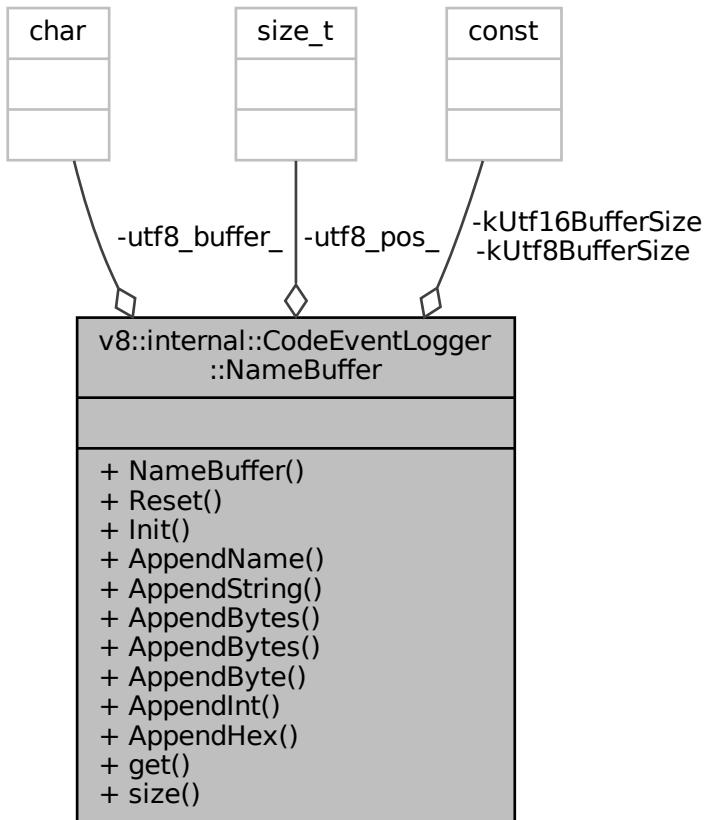 char
size_t
const
-utf8_buffer_
-utf8_pos_
-kUtf16BufferSize
-kUtf8BufferSize
v8::internal::CodeEventLogger
::NameBuffer
+ NameBuffer()
+ Reset()
+ Init()
+ AppendName()
+ AppendString()
+ AppendBytes()
+ AppendBytes()
+ AppendByte()
+ AppendInt()
+ AppendHex()
+ get()
+ size()